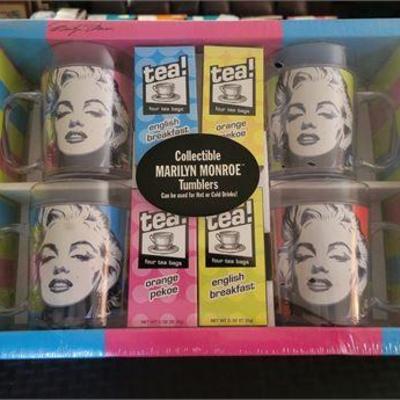 tea!
four tea bags
english
breakfast
tea!
four tea bags
orange
pekoe
Collectible
MARILYN MONROE™
Tumblers
Can be used for Hot or Cold Drinks!
tea!
four tea bags
orange
pekoe
tea!
four tea bags
english
breakfast